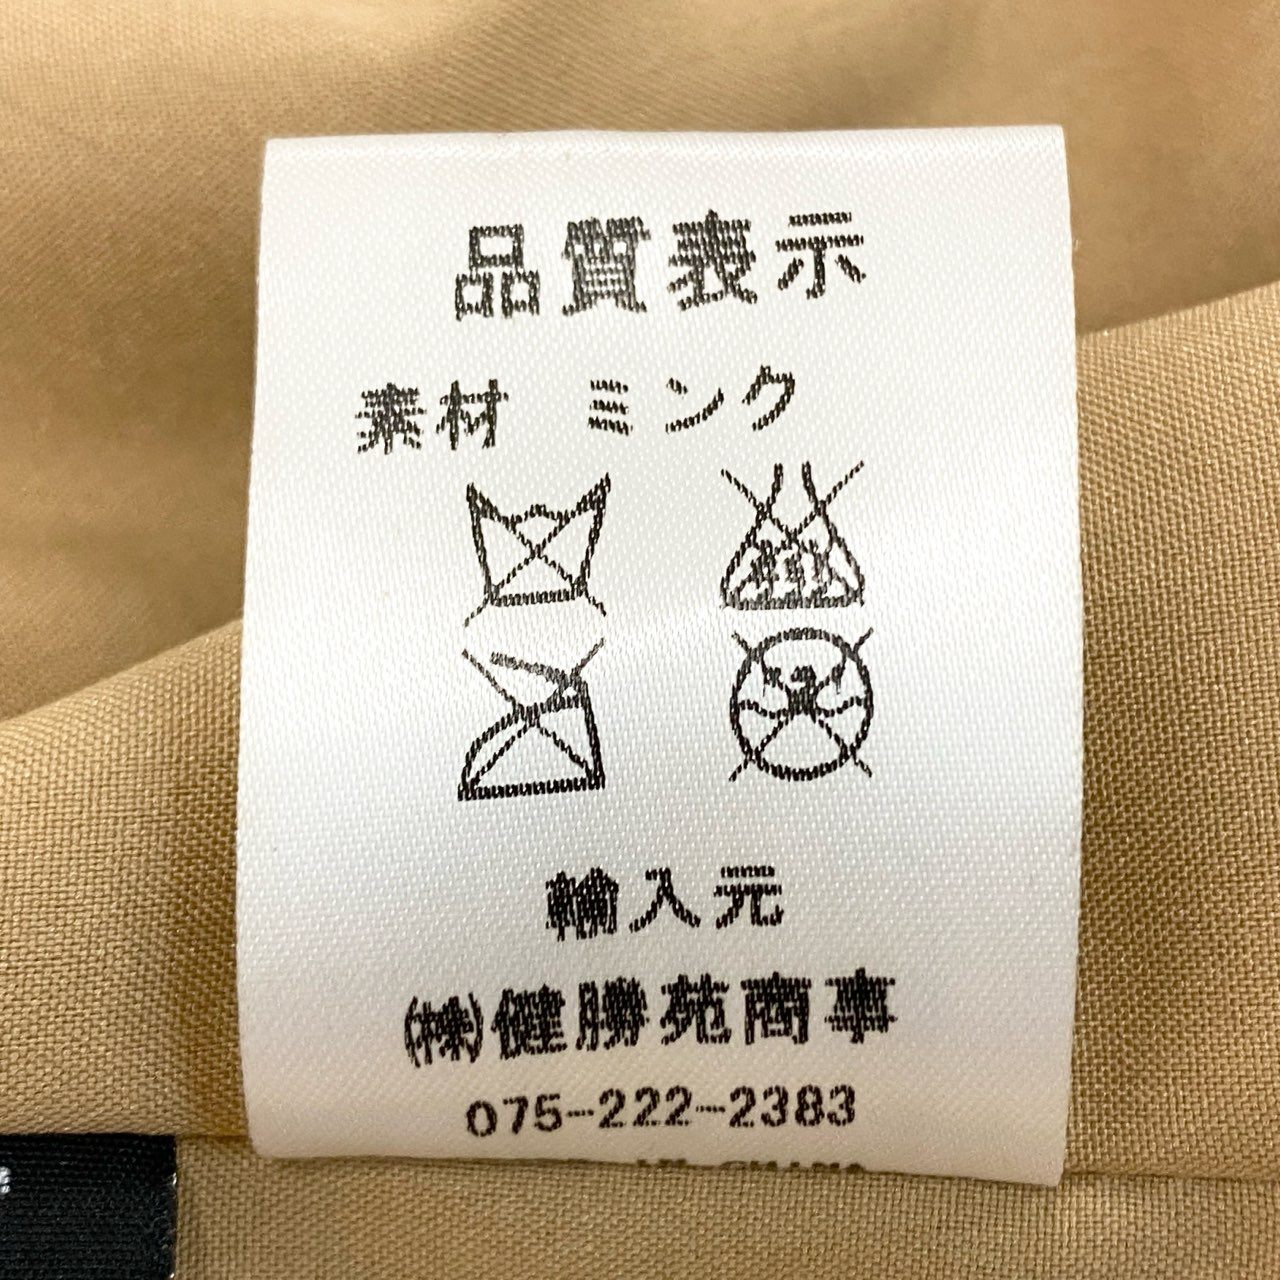 品質表示
素材 ミンク
輸入元
㈱健勝苑商事
075-222-2383